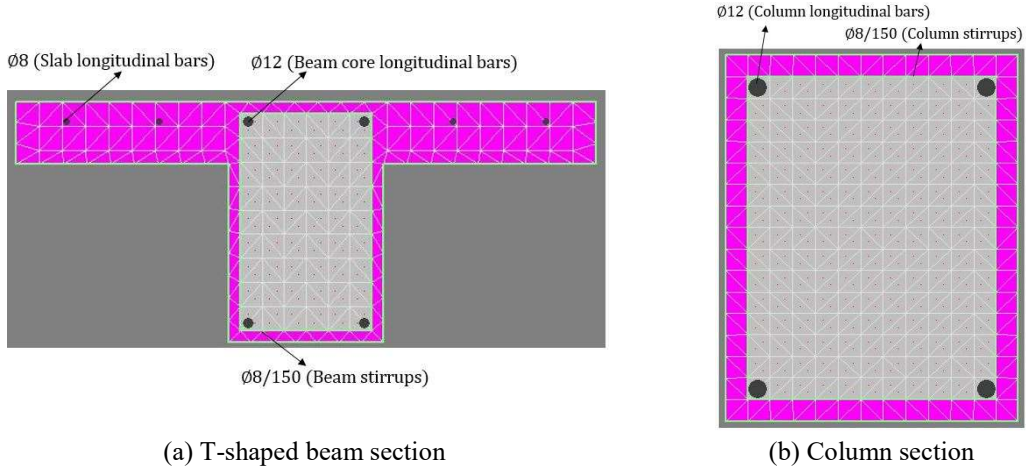 Ø8 (Slab longitudinal bars)
Ø12 (Beam core longitudinal bars)
Ø8/150 (Beam stirrups)
(a) T-shaped beam section
Ø12 (Column longitudinal bars)
Ø8/150 (Column stirrups)
(b) Column section